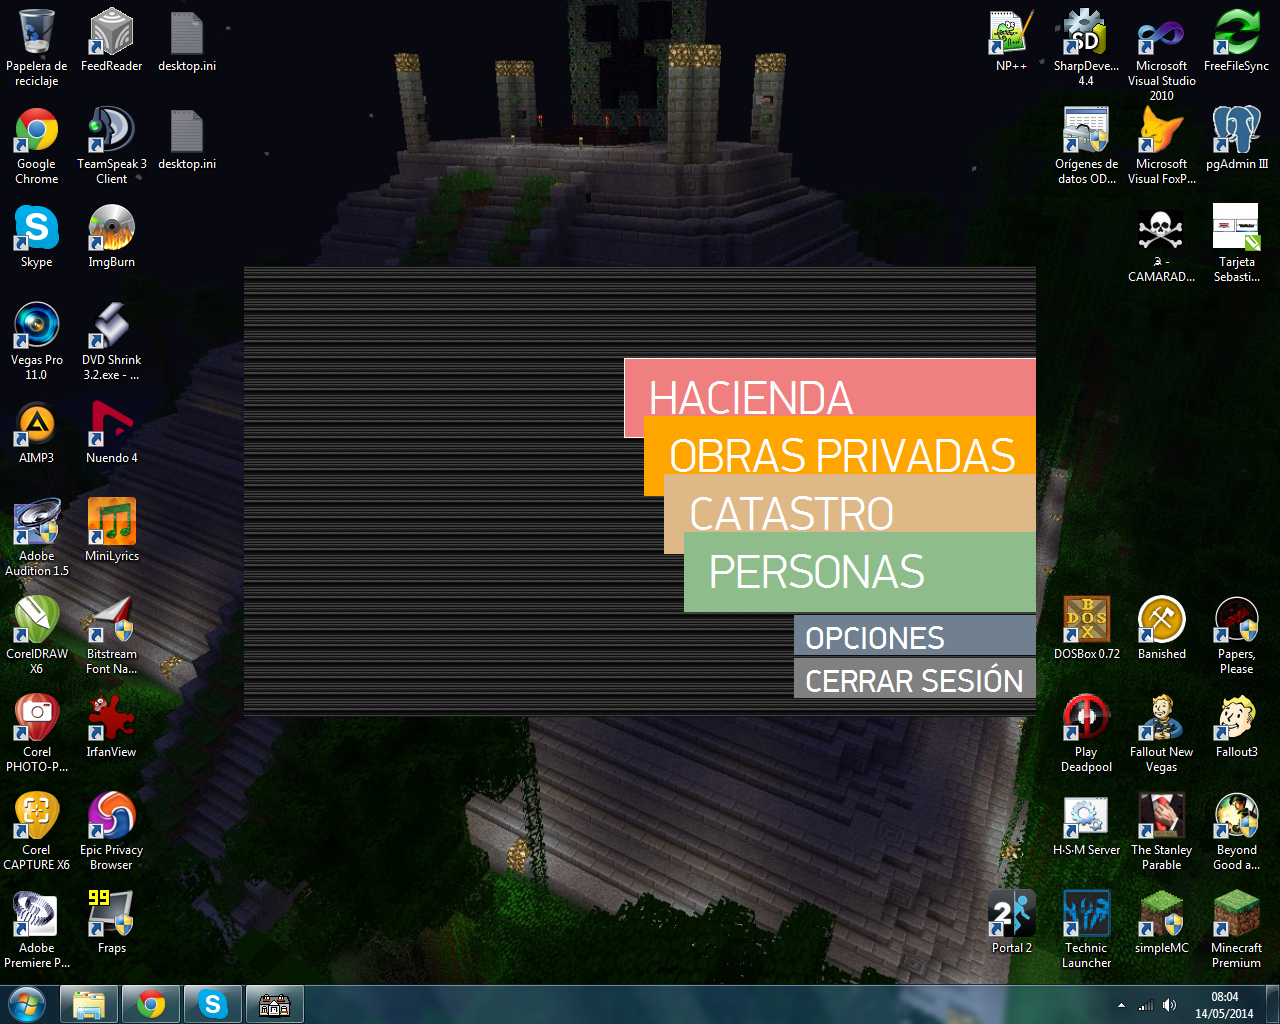 Papelera de
reciclaje
FeedReader
desktop.ini
Google
Chrome
TeamSpeak 3
Client
desktop.ini
Skype
ImgBurn
Vegas Pro
11.0
DVD Shrink
3.2.exe - ...
AIMP3
Nuendo 4
Adobe
Audition 1.5
MiniLyrics
CorelDRAW
X6
Bitstream
Font Na...
Corel
PHOTO-P...
IrfanView
Corel
CAPTURE X6
Epic Privacy
Browser
Adobe
Premiere P...
99
Fraps
HACIENDA
OBRAS PRIVADAS
CATASTRO
PERSONAS
OPCIONES
CERRAR SESIÓN
NP++
SD
SharpDeve...
4.4
Microsoft
Visual Studio
2010
FreeFileSync
Orígenes de
datos OD...
Microsoft
Visual FoxP...
pgAdmin III
☭ -
CAMARAD...
Tarjeta
Sebasti...
DOSBox 0.72
Banished
Papers,
Please
Play
Deadpool
Fallout New
Vegas
Fallout3
H·S·M Server
The Stanley
Parable
Beyond
Good a...
2
Portal 2
Technic
Launcher
simpleMC
Minecraft
Premium
08:04
14/05/2014